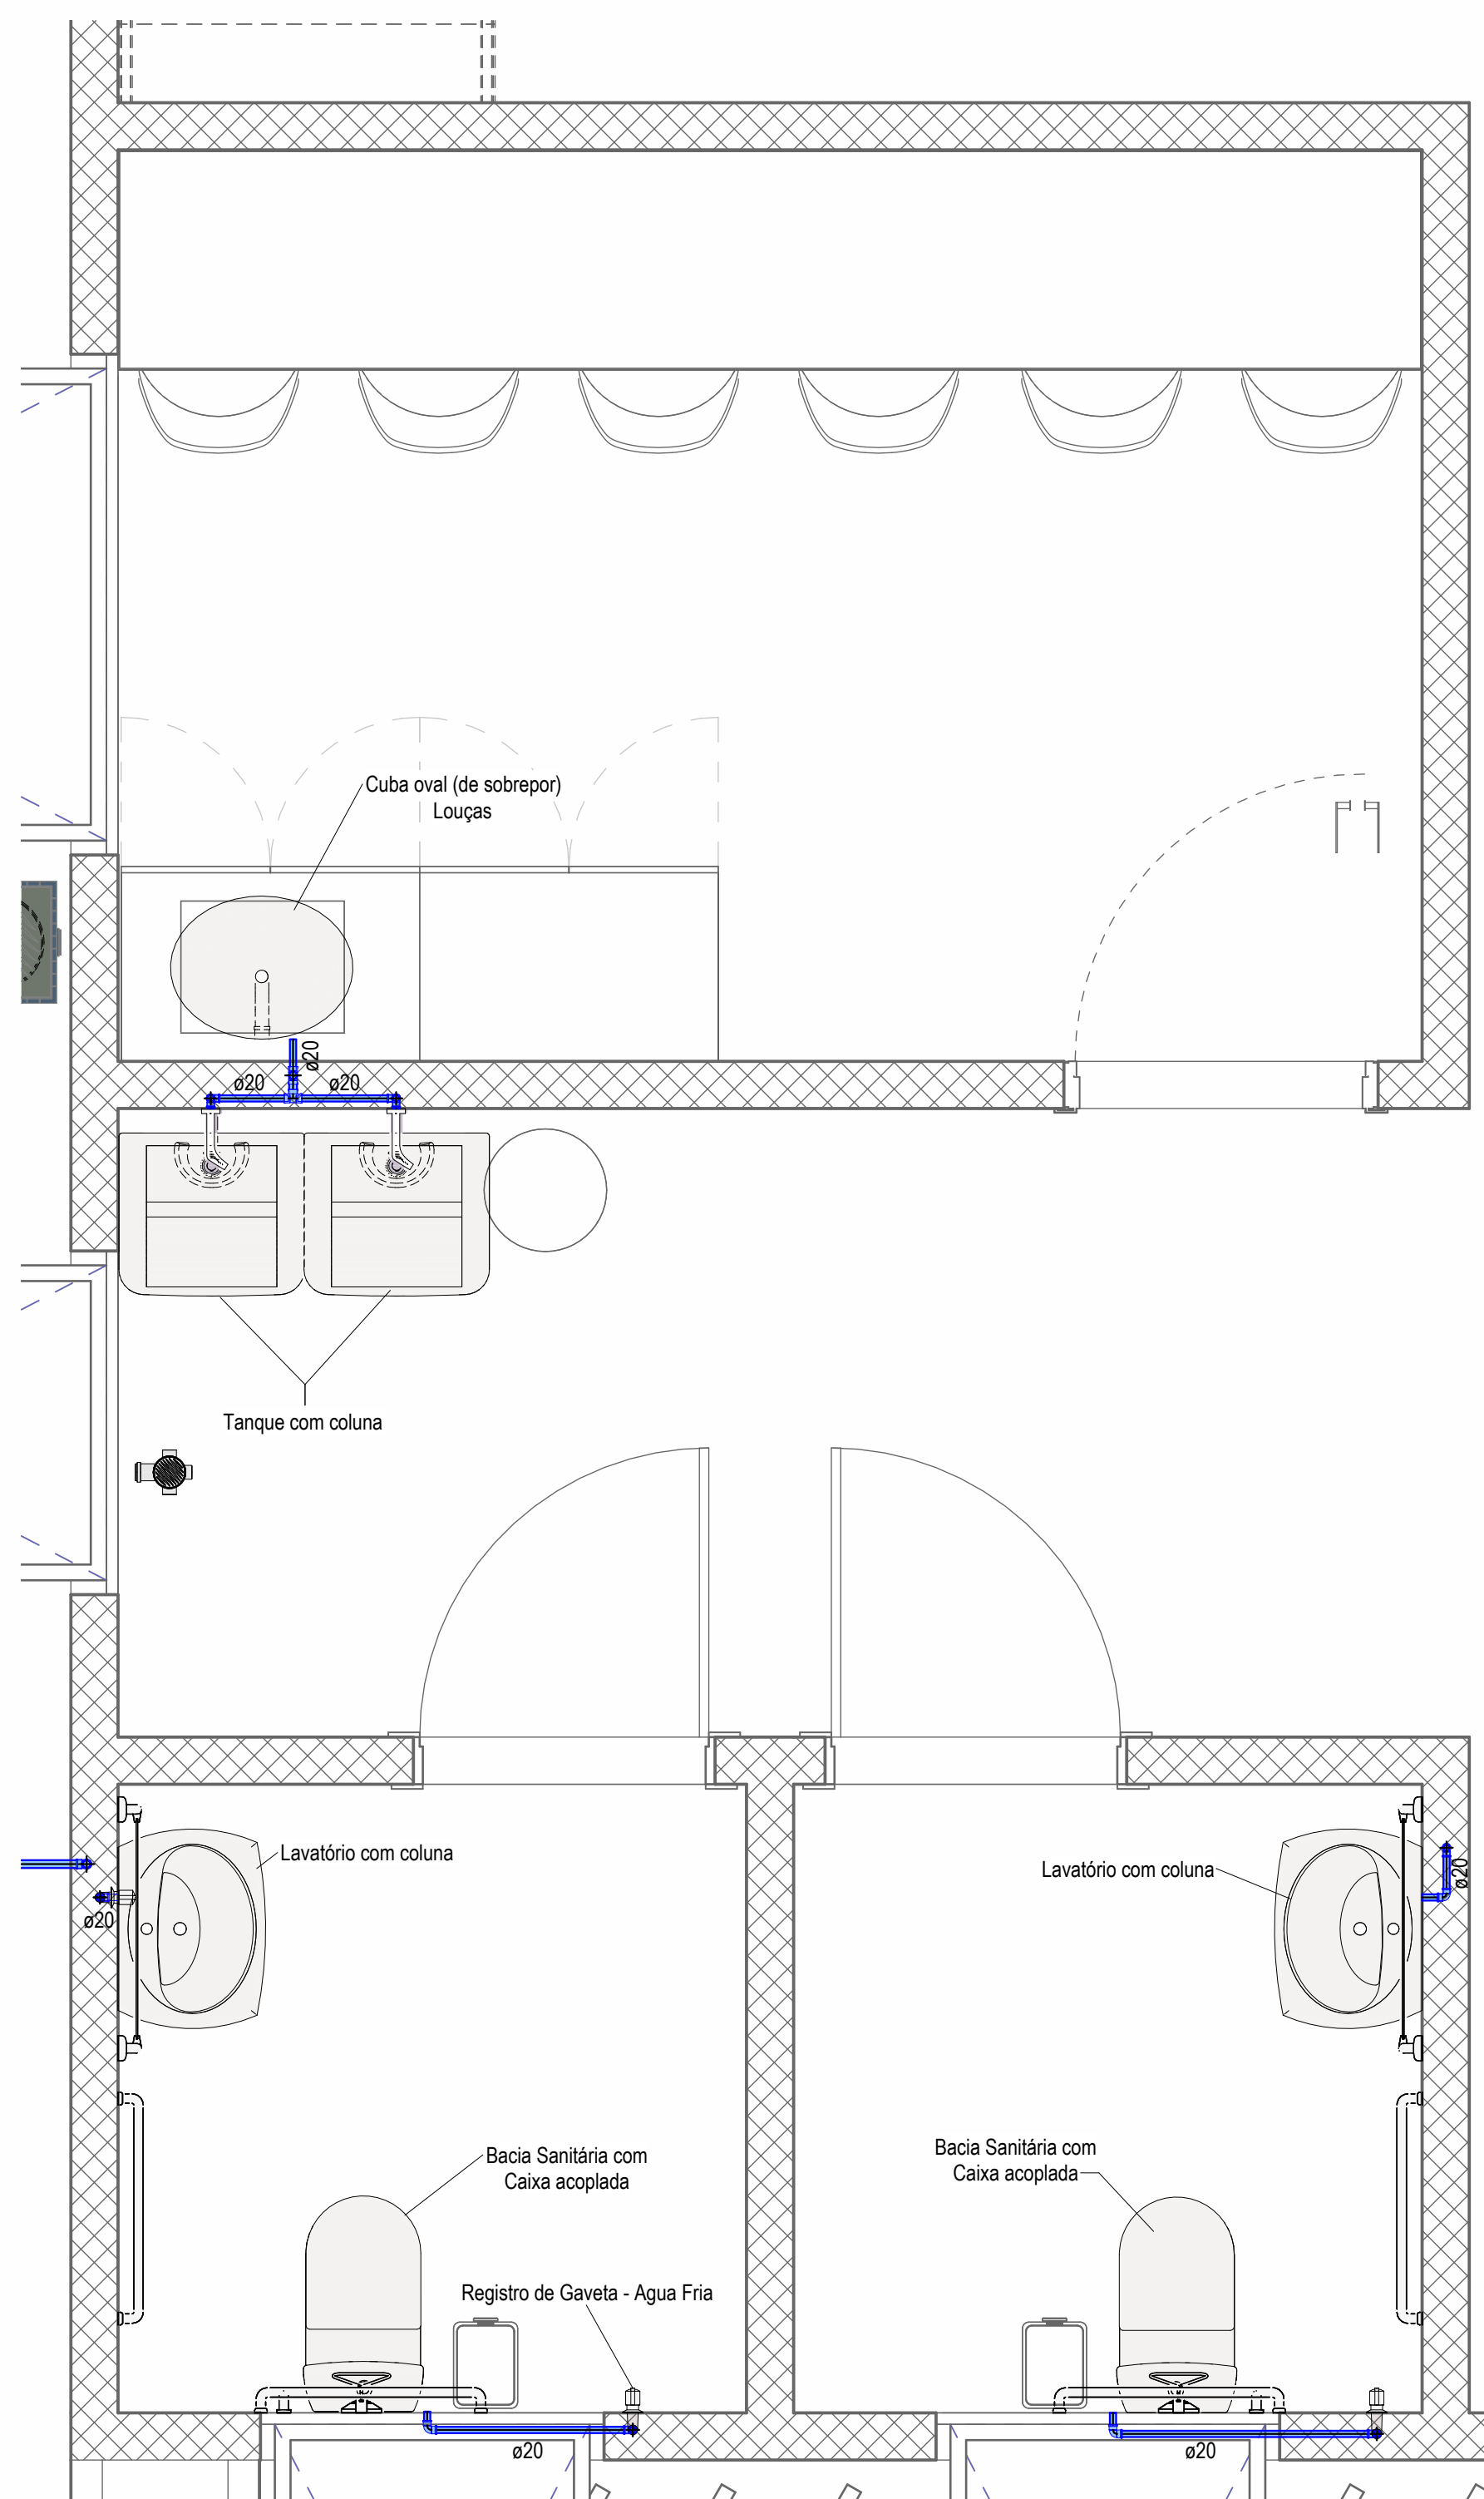 Cuba oval (de sobrepor)
Louças
ø20
ø20
ø20
Tanque com coluna
Lavatório com coluna
Lavatório com coluna
ø20
ø20
Bacia Sanitária com
Caixa acoplada
Bacia Sanitária com
Caixa acoplada
Registro de Gaveta - Agua Fria
ø20
ø20